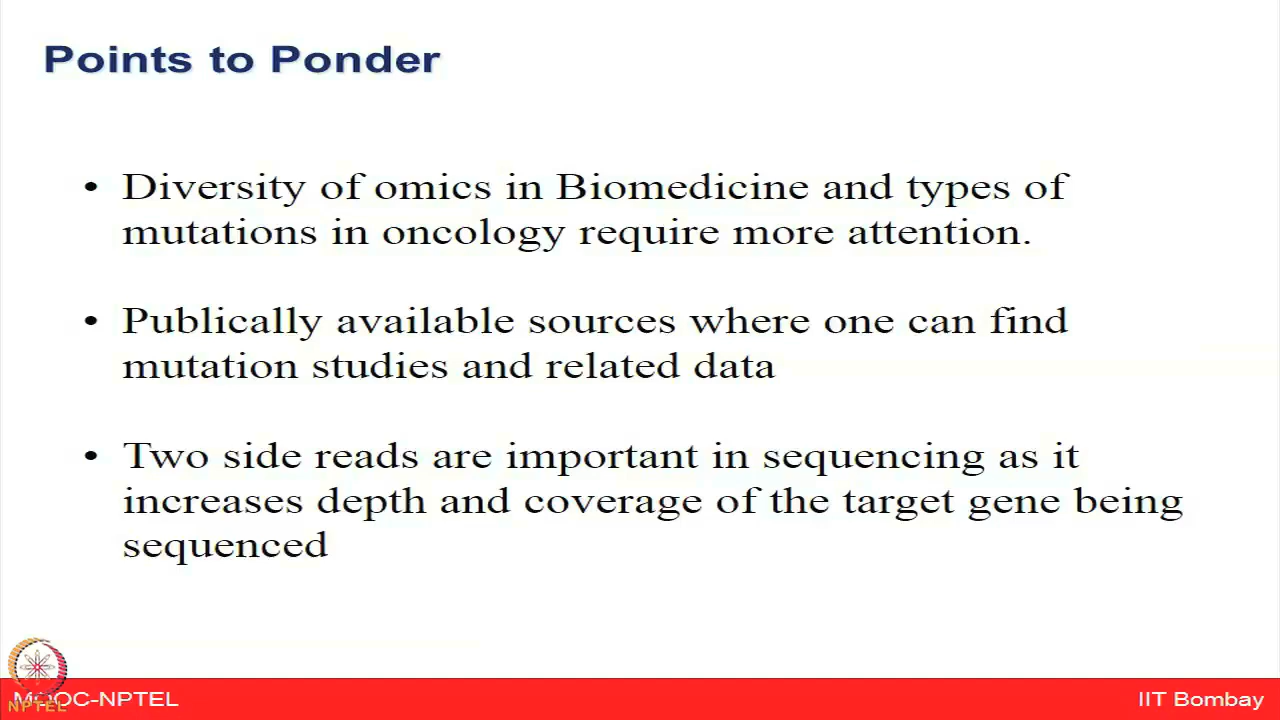 Points to Ponder
• Diversity of omics in Biomedicine and types of
mutations in oncology require more attention.
• Publically available sources where one can find
mutation studies and related data
• Two side reads are important in sequencing as it
increases depth and coverage of the target gene being
sequenced
MOOC-NPTEL
NPTEL
IIT Bombay